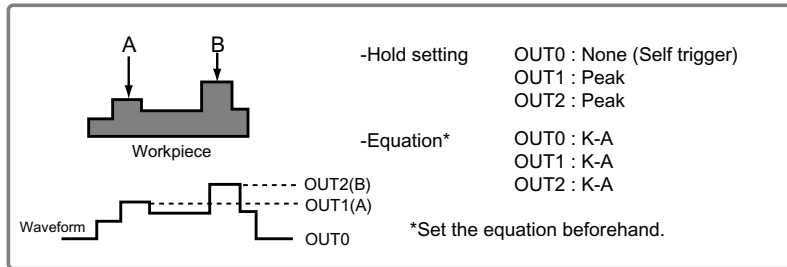 A B
Workpiece
-Hold setting OUT0 : None (Self trigger)
OUT1 : Peak
OUT2 : Peak
-Equation* OUT0 : K-A
OUT1 : K-A
OUT2 : K-A
*Set the equation beforehand.
OUT2(B)
OUT1(A)
Waveform
OUT0